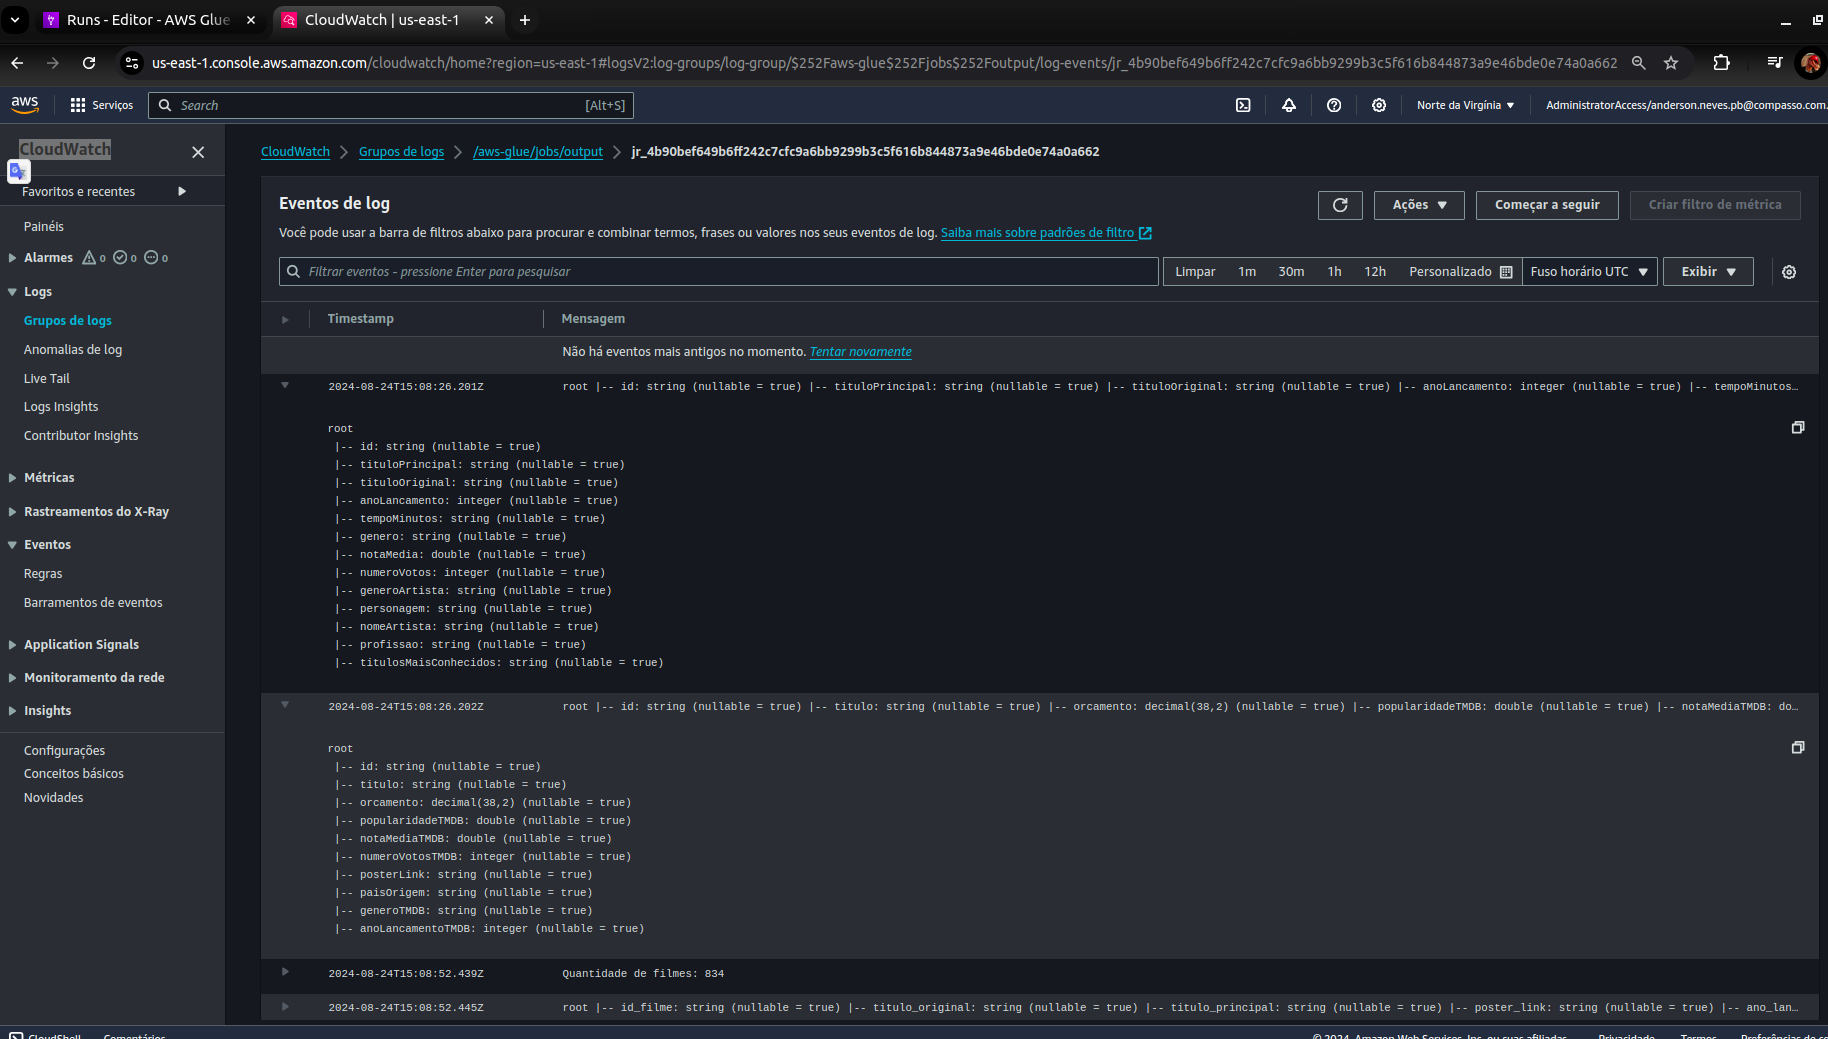 Runs - Editor - AWS Glue
CloudWatch | us-east-1
us-east-1.console.aws.amazon.com/cloudwatch/home?region=us-east-1#logsV2:log-groups/log-group/$252Faws-glue$252Fjobs$252Foutput/log-events/jr_4b90bef649b6ff242c7cfc9a6bb9299b3c5f616b844873a9e46bde0e74a0a662
aws
Serviços
Search
[Alt+S]
Norte da Virgínia
AdministratorAccess/anderson.neves.pb@compasso.com.
CloudWatch
Favoritos e recentes
Painéis
Alarmes 0 0 0
Logs
Grupos de logs
Anomalias de log
Live Tail
Logs Insights
Contributor Insights
Métricas
Rastreamentos do X-Ray
Eventos
Regras
Barramentos de eventos
Application Signals
Monitoramento da rede
Insights
Configurações
Conceitos básicos
Novidades
CloudWatch
Grupos de logs
/aws-glue/jobs/output
jr_4b90bef649b6ff242c7cfc9a6bb9299b3c5f616b844873a9e46bde0e74a0a662
Eventos de log
Ações
Começar a seguir
Criar filtro de métrica
Você pode usar a barra de filtros abaixo para procurar e combinar termos, frases ou valores nos seus eventos de log. Saiba mais sobre padrões de filtro
Filtrar eventos - pressione Enter para pesquisar
Limpar
1m
30m
1h
12h
Personalizado
Fuso horário UTC
Exibir
Timestamp
Mensagem
Não há eventos mais antigos no momento. Tentar novamente
2024-08-24T15:08:26.201Z
root |-- id: string (nullable = true) |-- tituloPrincipal: string (nullable = true) |-- tituloOriginal: string (nullable = true) |-- anoLancamento: integer (nullable = true) |-- tempoMinutos…
root
|-- id: string (nullable = true)
|-- tituloPrincipal: string (nullable = true)
|-- tituloOriginal: string (nullable = true)
|-- anoLancamento: integer (nullable = true)
|-- tempoMinutos: string (nullable = true)
|-- genero: string (nullable = true)
|-- notaMedia: double (nullable = true)
|-- numeroVotos: integer (nullable = true)
|-- generoArtista: string (nullable = true)
|-- personagem: string (nullable = true)
|-- nomeArtista: string (nullable = true)
|-- profissao: string (nullable = true)
|-- titulosMaisConhecidos: string (nullable = true)
2024-08-24T15:08:26.202Z
root |-- id: string (nullable = true) |-- titulo: string (nullable = true) |-- orcamento: decimal(38,2) (nullable = true) |-- popularidadeTMDB: double (nullable = true) |-- notaMediaTMDB: do…
root
|-- id: string (nullable = true)
|-- titulo: string (nullable = true)
|-- orcamento: decimal(38,2) (nullable = true)
|-- popularidadeTMDB: double (nullable = true)
|-- notaMediaTMDB: double (nullable = true)
|-- numeroVotosTMDB: integer (nullable = true)
|-- posterLink: string (nullable = true)
|-- paisOrigem: string (nullable = true)
|-- generoTMDB: string (nullable = true)
|-- anoLancamentoTMDB: integer (nullable = true)
2024-08-24T15:08:52.439Z
Quantidade de filmes: 834
2024-08-24T15:08:52.445Z
root |-- id_filme: string (nullable = true) |-- titulo_original: string (nullable = true) |-- titulo_principal: string (nullable = true) |-- poster_link: string (nullable = true) |-- ano_lan…
CloudShell
Comentários
© 2024, Amazon Web Services, Inc. ou suas afiliadas.
Privacidade
Termos
Preferências de co